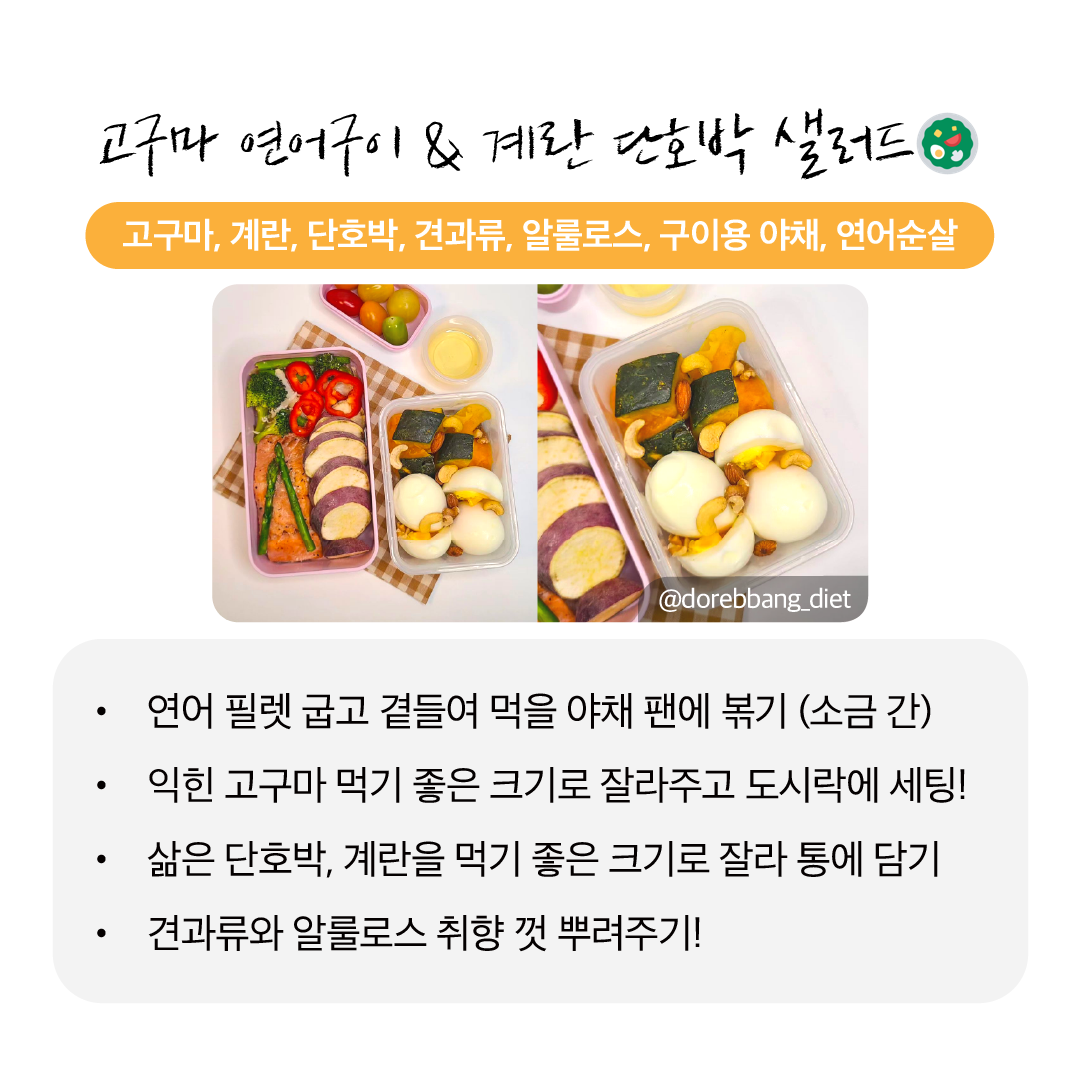 고구마 연어구이 & 계란 단호박 샐러드
고구마, 계란, 단호박, 견과류, 알룰로스, 구이용 야채, 연어순살
@dorebbang_diet
• 연어 필렛 굽고 곁들여 먹을 야채 팬에 볶기 (소금 간)
• 익힌 고구마 먹기 좋은 크기로 잘라주고 도시락에 세팅!
• 삶은 단호박, 계란을 먹기 좋은 크기로 잘라 통에 담기
• 견과류와 알룰로스 취향 껏 뿌려주기!